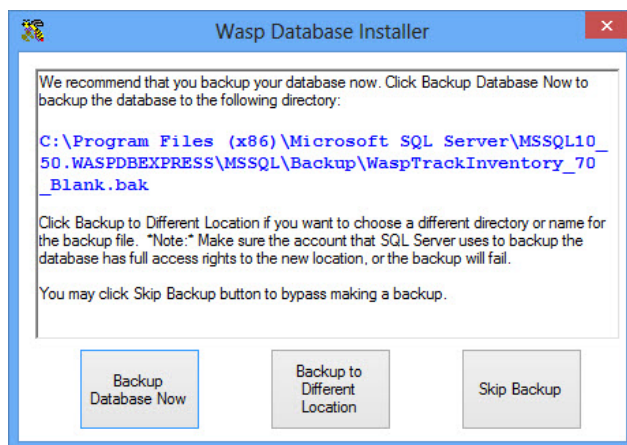 Wasp Database Installer
We recommend that you backup your database now. Click Backup Database Now to
backup the database to the following directory:
C:\Program Files (x86)\Microsoft SQL Server\MSSQL10_
50.WASPDBEXPRESS\MSSQL\Backup\WaspTrackInventory_70
_Blank.bak
Click Backup to Different Location if you want to choose a different directory or name for
the backup file. *Note:* Make sure the account that SQL Server uses to backup the
database has full access rights to the new location, or the backup will fail.
You may click Skip Backup button to bypass making a backup.
Backup
Database Now
Backup to
Different
Location
Skip Backup